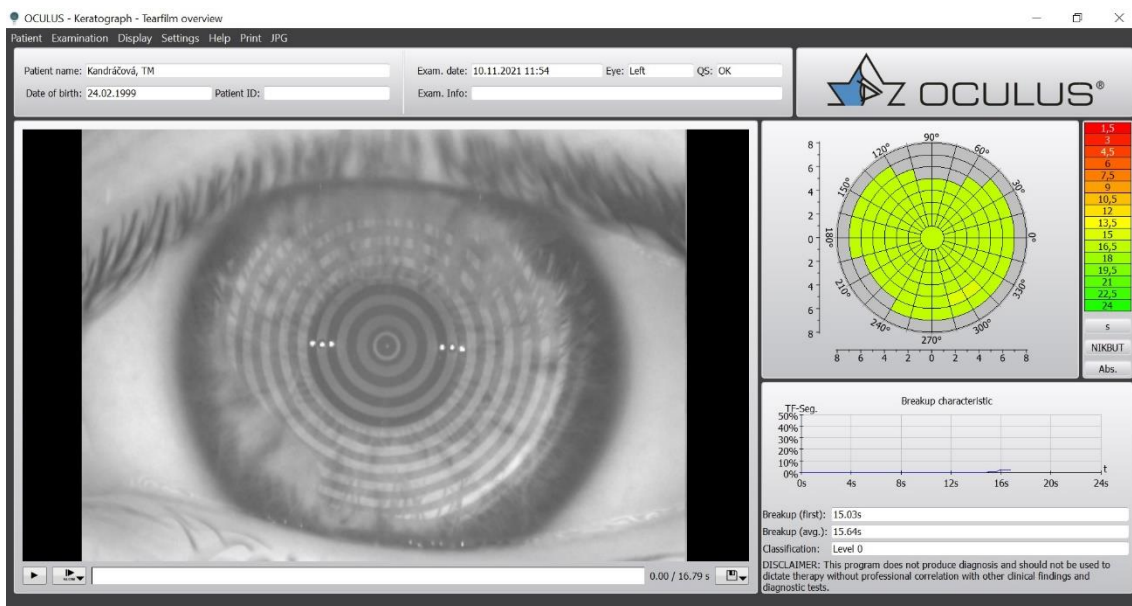 OCULUS - Keratograph - Tearfilm overview
Patient Examination Display Settings Help Print JPG
Patient name: Kandráčová, TM
Date of birth: 24.02.1999 Patient ID:
Exam. date: 10.11.2021 11:54 Eye: Left QS: OK
Exam. Info:
OCULUS®
8
6
4
2
0
2
4
6
8
90°
60°
30°
0°
330°
300°
270°
240°
210°
180°
150°
120°
8 6 4 2 0 2 4 6 8
1,5
3
4,5
6
7,5
9
10,5
12
13,5
15
16,5
18
19,5
21
22,5
24
s
NIKBUT
Abs.
Breakup characteristic
TF-Seg.
50%
40%
30%
20%
10%
0%
0s 4s 8s 12s 16s 20s 24s
t
Breakup (first): 15.03s
Breakup (avg.): 15.64s
Classification: Level 0
DISCLAIMER: This program does not produce diagnosis and should not be used to
dictate therapy without professional correlation with other clinical findings and
diagnostic tests.
0.00 / 16.79 s